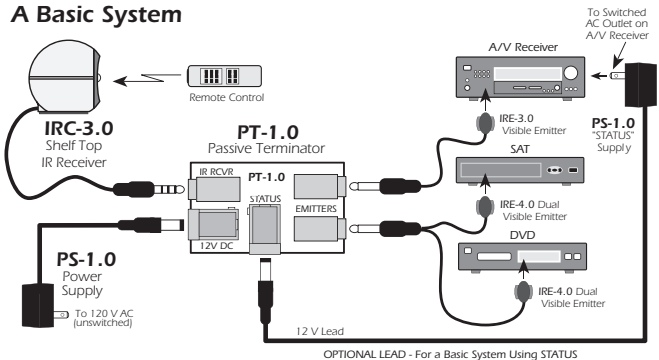 A Basic System
To Switched
AC Outlet on
A/V Receiver
A/V Receiver
Remote Control
IRC-3.0
Shelf Top
IR Receiver
PT-1.0
Passive Terminator
IRE-3.0
Visible Emitter
PS-1.0
"STATUS"
Supply
SAT
IR RCVR
PT-1.0
STATUS
EMITTERS
12V DC
IRE-4.0 Dual
Visible Emitter
DVD
PS-1.0
Power
Supply
To 120 V AC
(unswitched)
IRE-4.0 Dual
Visible Emitter
12 V Lead
OPTIONAL LEAD - For a Basic System Using STATUS